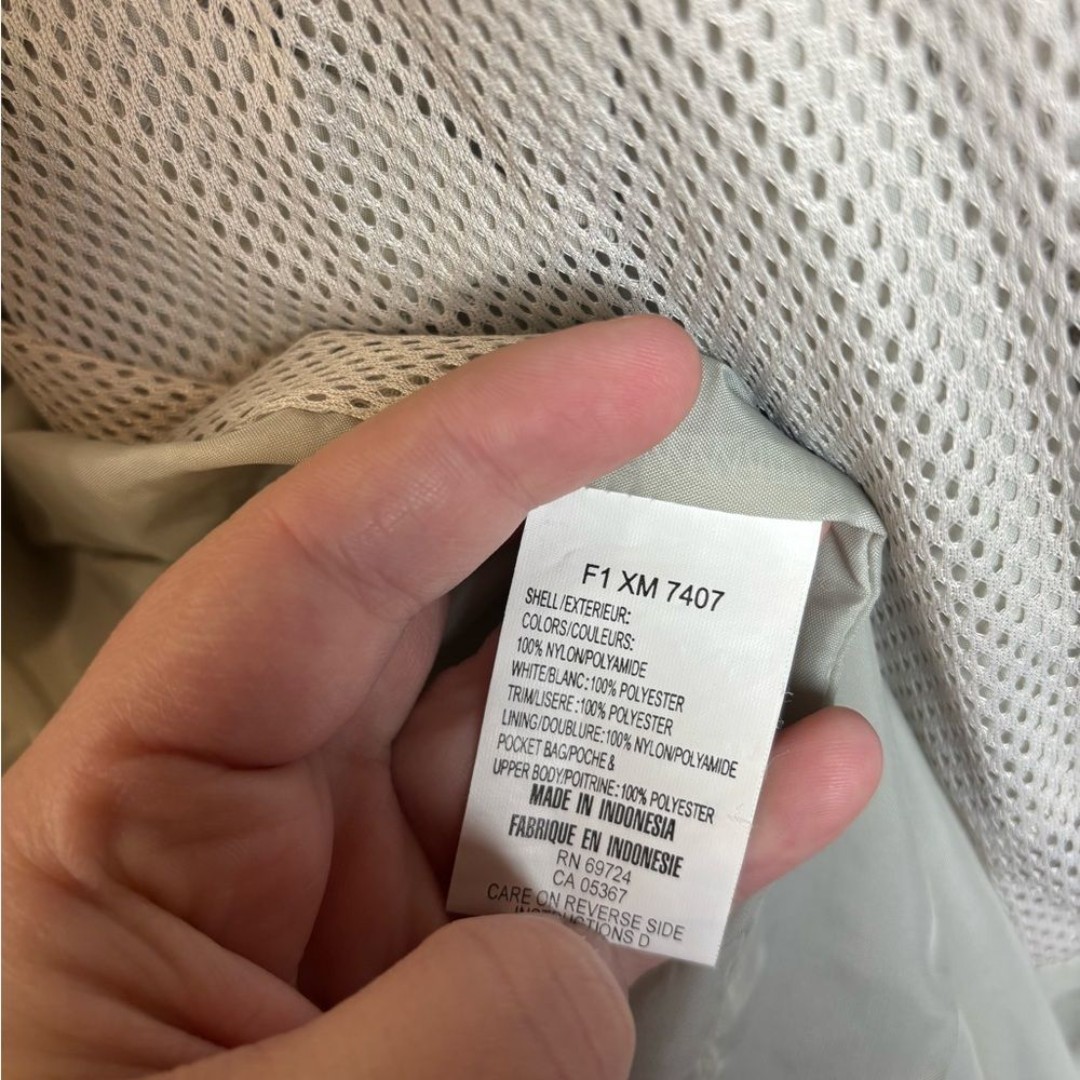 F1 XM 7407
SHELL/EXTERIEUR:
COLORS/COULEURS:
100% NYLON/POLYAMIDE
WHITE/BLANC:100% POLYESTER
TRIM/LISERE:100% POLYESTER
LINING/DOUBLURE:100% NYLON/POLYAMIDE
POCKET BAG/POCHE &
UPPER BODY/POITRINE:100% POLYESTER
MADE IN INDONESIA
FABRIQUE EN INDONESIE
RN 69724
CA 05367
CARE ON REVERSE SIDE
INSTRUCTIONS D